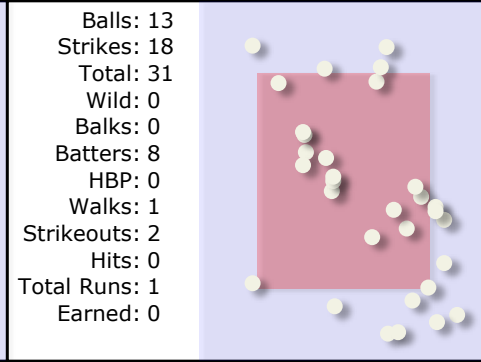 Balls: 13
Strikes: 18
Total: 31
Wild: 0
Balks: 0
Batters: 8
HBP: 0
Walks: 1
Strikeouts: 2
Hits: 0
Total Runs: 1
Earned: 0